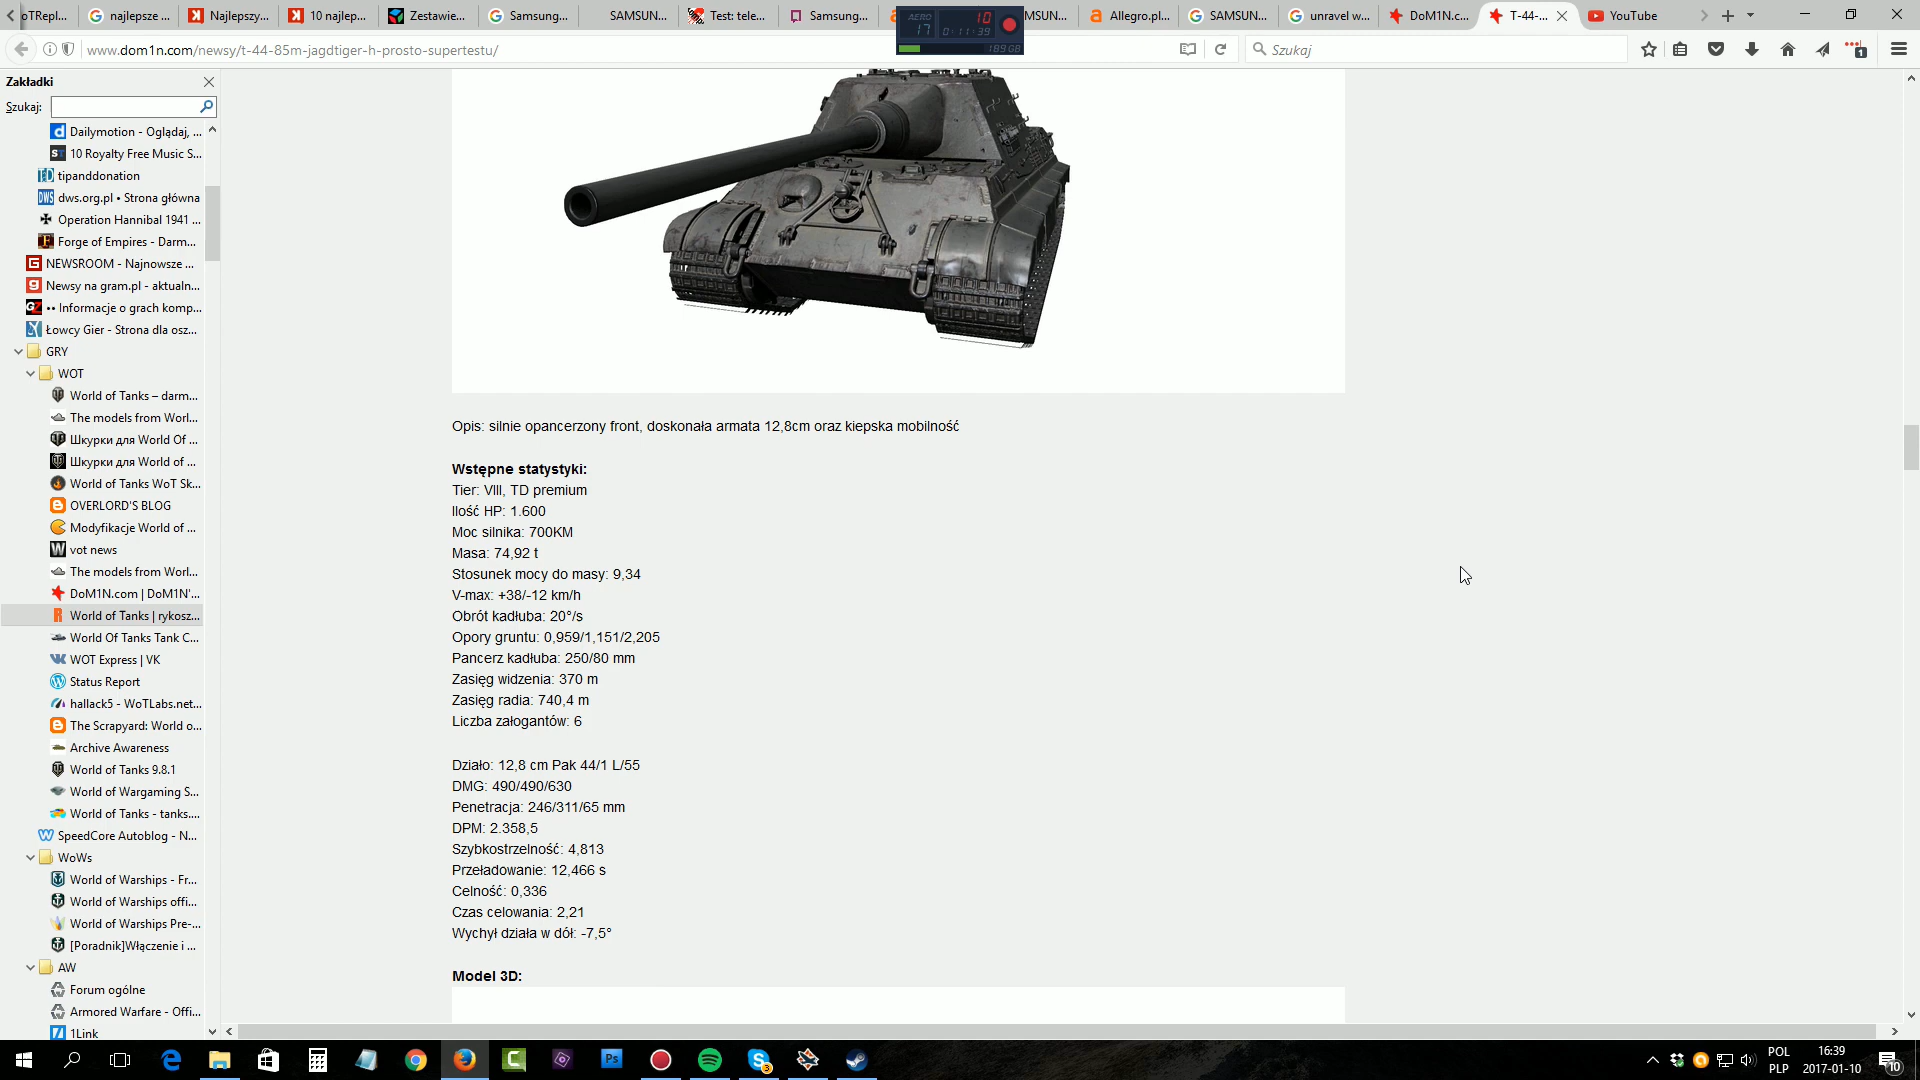 oTRepl...
najlepsze ...
Najlepszy...
10 najlep...
Zestawie...
Samsung...
SAMSUN...
Test: tele...
Samsung...
MSUN...
Allegro.pl...
SAMSUN...
unravel w...
DoM1N.c...
T-44-...
YouTube
AERO
17
10
0:11:39
189GB
www.dom1n.com/newsy/t-44-85m-jagdtiger-h-prosto-supertestu/
Szukaj
Zakładki
Szukaj:
Dailymotion - Oglądaj, ...
10 Royalty Free Music S...
tipanddonation
dws.org.pl • Strona główna
Operation Hannibal 1941 ...
Forge of Empires - Darm...
NEWSROOM - Najnowsze ...
Newsy na gram.pl - aktualn...
•• Informacje o grach komp...
Łowcy Gier - Strona dla osz...
GRY
WOT
World of Tanks – darm...
The models from Worl...
Шкурки для World Of ...
Шкурки для World of ...
World of Tanks WoT Sk...
OVERLORD'S BLOG
Modyfikacje World of ...
vot news
The models from Worl...
DoM1N.com | DoM1N'...
World of Tanks | rykosz...
World Of Tanks Tank C...
WOT Express | VK
Status Report
hallack5 - WoTLabs.net...
The Scrapyard: World o...
Archive Awareness
World of Tanks 9.8.1
World of Wargaming S...
World of Tanks - tanks....
SpeedCore Autoblog - N...
WoWs
World of Warships - Fr...
World of Warships offi...
World of Warships Pre-...
[Poradnik]Włączenie i ...
AW
Forum ogólne
Armored Warfare - Offi...
1Link
Opis: silnie opancerzony front, doskonała armata 12,8cm oraz kiepska mobilność
Wstępne statystyki:
Tier: VIII, TD premium
Ilość HP: 1.600
Moc silnika: 700KM
Masa: 74,92 t
Stosunek mocy do masy: 9,34
V-max: +38/-12 km/h
Obrót kadłuba: 20°/s
Opory gruntu: 0,959/1,151/2,205
Pancerz kadłuba: 250/80 mm
Zasięg widzenia: 370 m
Zasięg radia: 740,4 m
Liczba załogantów: 6
Działo: 12,8 cm Pak 44/1 L/55
DMG: 490/490/630
Penetracja: 246/311/65 mm
DPM: 2.358,5
Szybkostrzelność: 4,813
Przeładowanie: 12,466 s
Celność: 0,336
Czas celowania: 2,21
Wychył działa w dół: -7,5°
Model 3D:
POL
PLP
16:39
2017-01-10
10